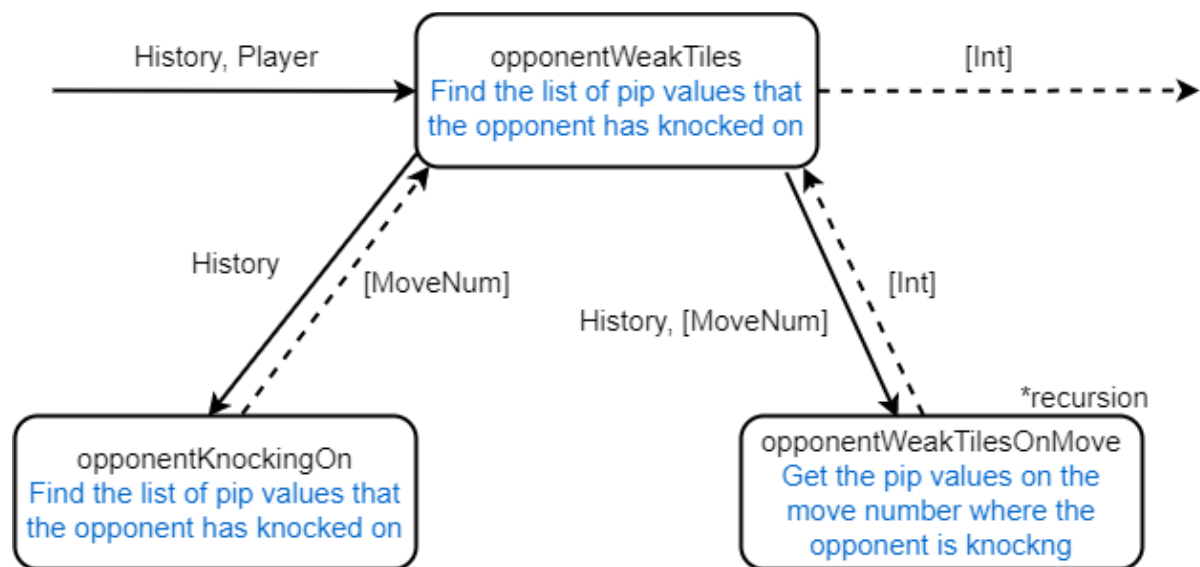 History, Player
opponentWeakTiles
Find the list of pip values that
the opponent has knocked on
[Int]
History
[MoveNum]
History, [MoveNum]
[Int]
*recursion
opponentKnockingOn
Find the list of pip values that
the opponent has knocked on
opponentWeakTilesOnMove
Get the pip values on the
move number where the
opponent is knockng